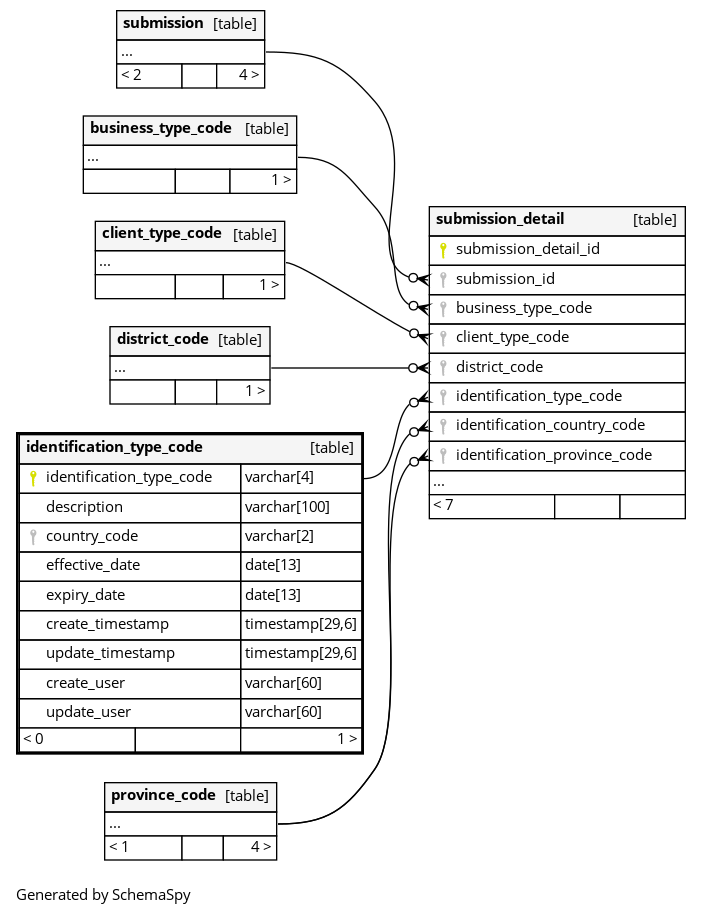 submission [table]
...
< 2 4 >
business_type_code [table]
...
1 >
client_type_code [table]
...
1 >
district_code [table]
...
1 >
identification_type_code [table]
identification_type_code varchar[4]
description varchar[100]
country_code varchar[2]
effective_date date[13]
expiry_date date[13]
create_timestamp timestamp[29,6]
update_timestamp timestamp[29,6]
create_user varchar[60]
update_user varchar[60]
< 0 1 >
province_code [table]
...
< 1 4 >
submission_detail [table]
submission_detail_id
submission_id
business_type_code
client_type_code
district_code
identification_type_code
identification_country_code
identification_province_code
...
< 7
Generated by SchemaSpy